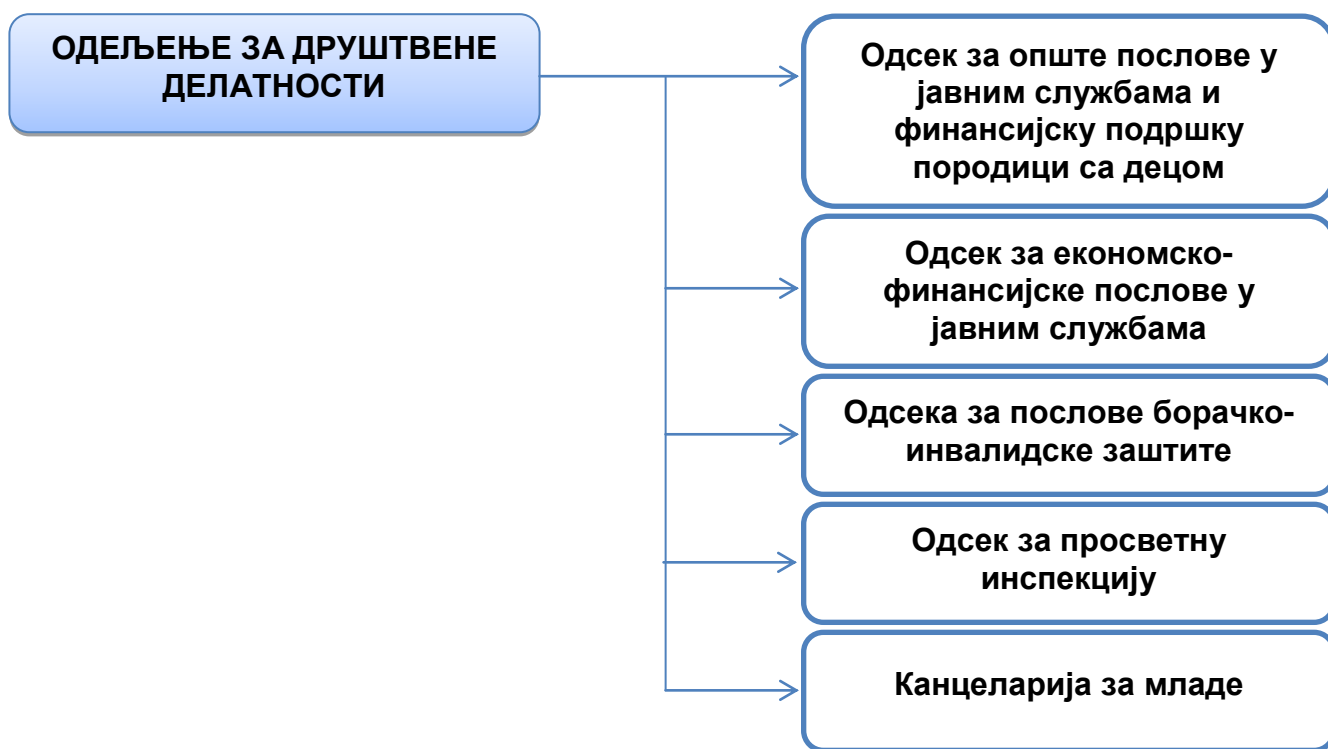 ОДЕЉЕЊЕ ЗА ДРУШТВЕНЕ
ДЕЛАТНОСТИ
Одсек за опште послове у
јавним службама и
финансијску подршку
породици са децом
Одсек за економско-
финансијске послове у
јавним службама
Одсека за послове борачко-
инвалидске заштите
Одсек за просветну
инспекцију
Канцеларија за младе